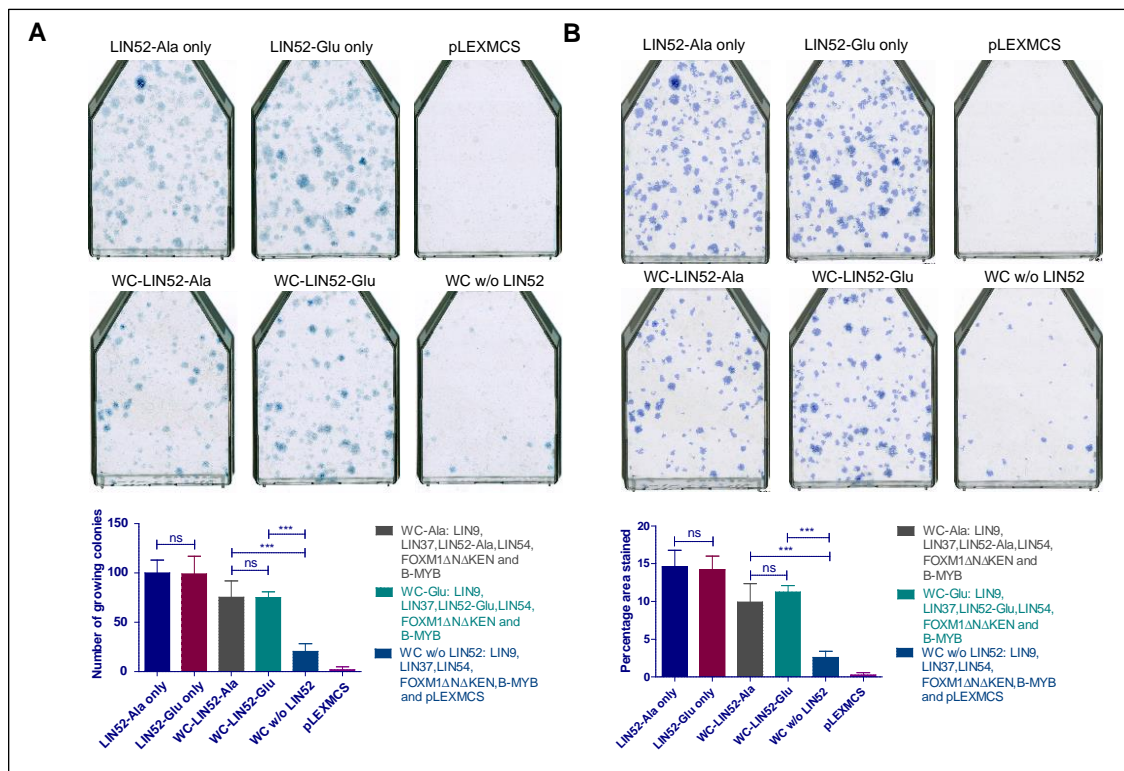 A
LIN52-Ala only
LIN52-Glu only
pLEXMCS
WC-LIN52-Ala
WC-LIN52-Glu
WC w/o LIN52
Number of growing colonies
150
100
50
0
ns
ns
***
***
LIN52-Ala only
LIN52-Glu only
WC-LIN52-Ala
WC-LIN52-Glu
WC w/o LIN52
pLEXMCS
WC-Ala: LIN9,
LIN37,LIN52-Ala,LIN54,
FOXM1ΔNΔKEN and
B-MYB
WC-Glu: LIN9,
LIN37,LIN52-Glu,LIN54,
FOXM1ΔNΔKEN and
B-MYB
WC w/o LIN52: LIN9,
LIN37,LIN54,
FOXM1ΔNΔKEN,B-MYB
and pLEXMCS
B
LIN52-Ala only
LIN52-Glu only
pLEXMCS
WC-LIN52-Ala
WC-LIN52-Glu
WC w/o LIN52
Percentage area stained
20
15
10
5
0
ns
ns
***
***
LIN52-Ala only
LIN52-Glu only
WC-LIN52-Ala
WC-LIN52-Glu
WC w/o LIN52
pLEXMCS
WC-Ala: LIN9,
LIN37,LIN52-Ala,LIN54,
FOXM1ΔNΔKEN and
B-MYB
WC-Glu: LIN9,
LIN37,LIN52-Glu,LIN54,
FOXM1ΔNΔKEN and
B-MYB
WC w/o LIN52: LIN9,
LIN37,LIN54,
FOXM1ΔNΔKEN,B-MYB
and pLEXMCS